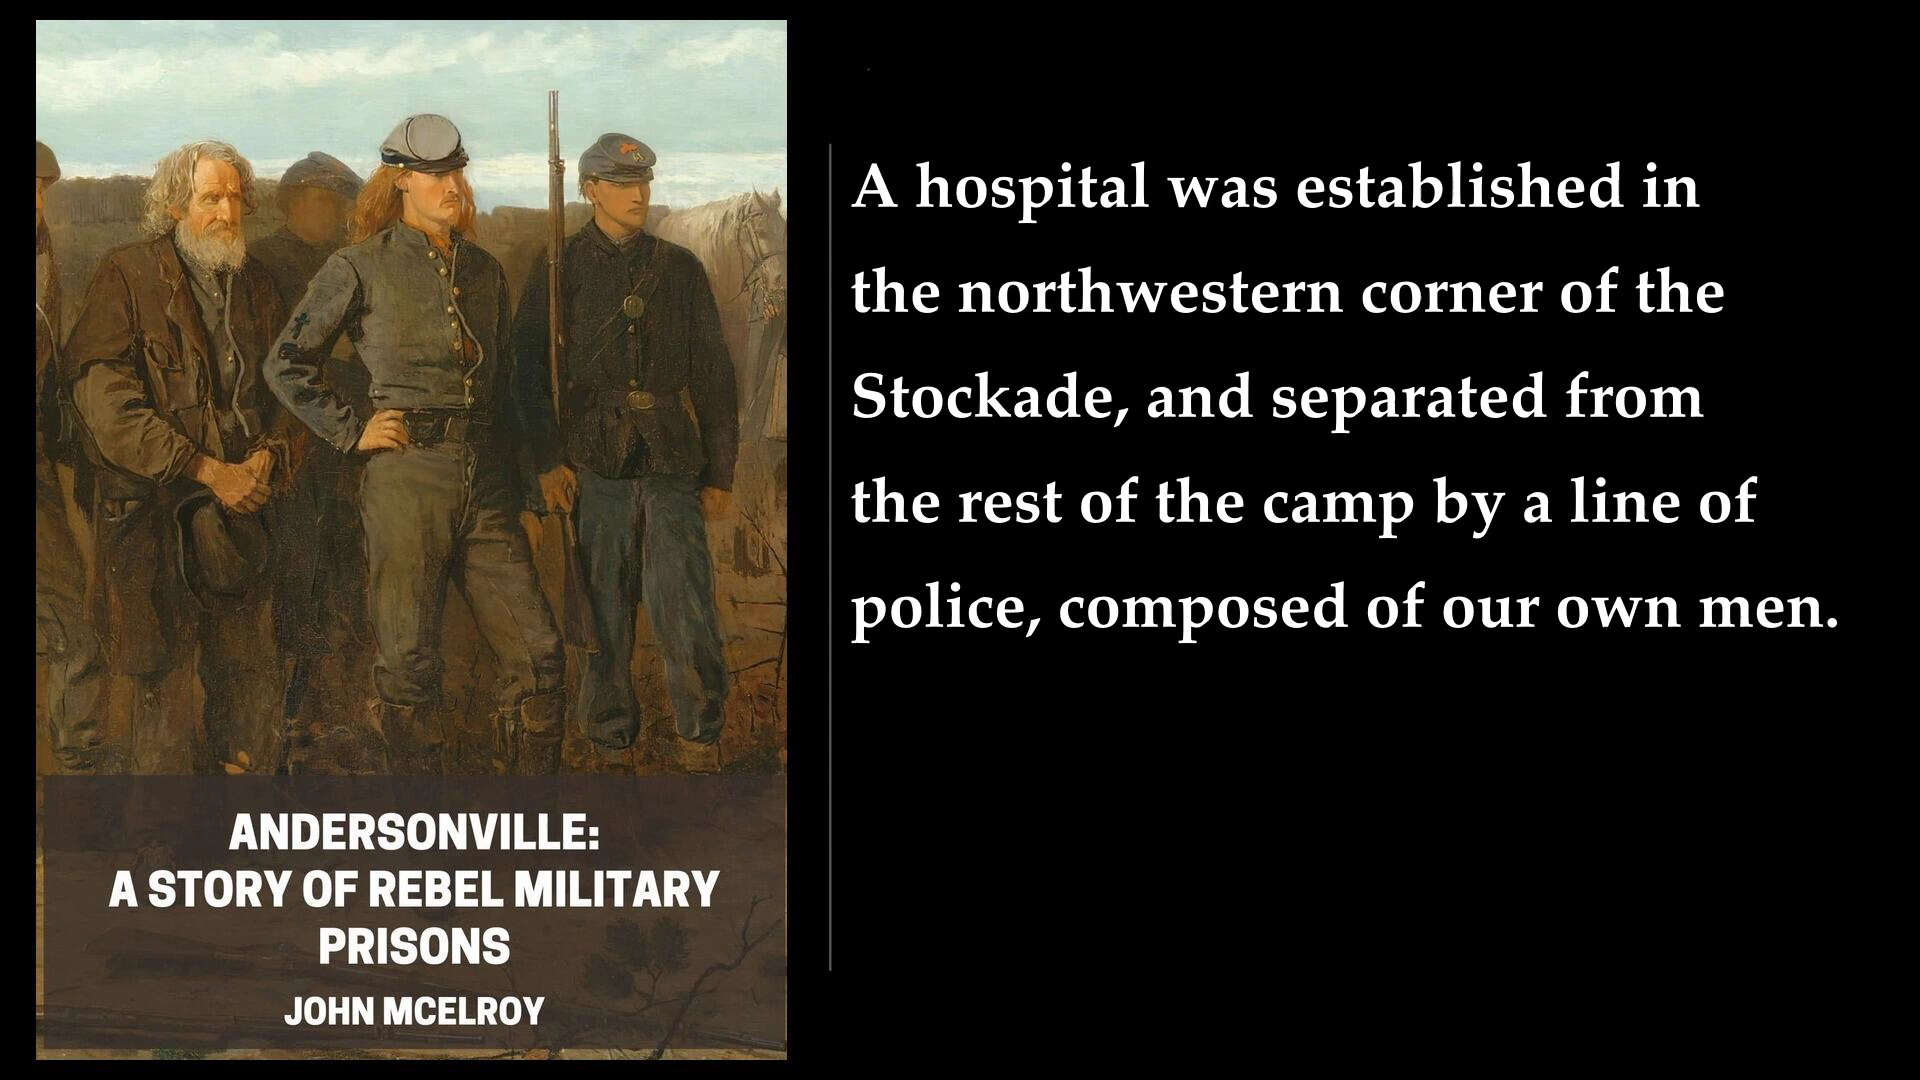 ANDERSONVILLE:
A STORY OF REBEL MILITARY
PRISONS
JOHN MCELROY
A hospital was established in
the northwestern corner of the
Stockade, and separated from
the rest of the camp by a line of
police, composed of our own men.